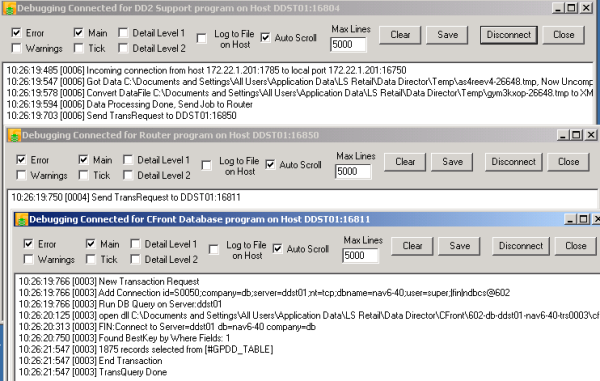 Debugging Connected for DD2 Support program on Host DDST01:16804
Error Main Detail Level 1 Log to File on Host Auto Scroll Max Lines 5000 Clear Save Disconnect Close
Warnings Tick Detail Level 2
10:26:19:485 [0006] Incoming connection from host 172.22.1.201:1785 to local port 172.22.1.201:16750
10:26:19:547 [0006] Got Data C:\Documents and Settings\All Users\Application Data\LS Retail\Data Director\Temp\as4reev4-26648.tmp, Now Uncomp
10:26:19:578 [0006] Convert DataFile C:\Documents and Settings\All Users\Application Data\LS Retail\Data Director\Temp\gym3kxop-26648.tmp to XM
10:26:19:594 [0006] Data Processing Done, Send Job to Router
10:26:19:703 [0006] Send TransRequest to DDST01:16850
Debugging Connected for Router program on Host DDST01:16850
Error Main Detail Level 1 Log to File on Host Auto Scroll Max Lines 5000 Clear Save Disconnect Close
Warnings Tick Detail Level 2
10:26:19:750 [0004] Send TransRequest to DDST01:16811
Debugging Connected for CFront Database program on Host DDST01:16811
Error Main Detail Level 1 Log to File on Host Auto Scroll Max Lines 5000 Clear Save Disconnect Close
Warnings Tick Detail Level 2
10:26:19:766 [0003] New Transaction Request
10:26:19:766 [0003] Add Connection id=S0050;company=db;server=ddst01;nt=tcp;dbname=nav6-40;user=super;|fin|ndbcs@602
10:26:19:766 [0003] Run DB Query on Server:ddst01
10:26:20:125 [0003] open dll C:\Documents and Settings\All Users\Application Data\LS Retail\Data Director\CFront\602-db-ddst01-nav6-40-trs0003\cf
10:26:20:313 [0003] FIN:Connect to Server=ddst01 db=nav6-40 company=db
10:26:20:750 [0003] Found BestKey by Where Fields: 1
10:26:21:547 [0003] 1875 records selected from [#GPDD_TABLE]
10:26:21:547 [0003] End Transaction
10:26:21:547 [0003] TransQuery Done